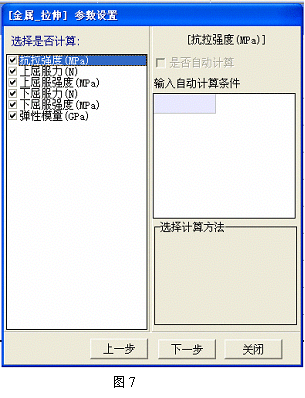 [金属_拉伸] 参数设置
选择是否计算:
抗拉强度(MPa)
上屈服力(N)
上屈服强度(MPa)
下屈服力(N)
下屈服强度(MPa)
弹性模量(GPa)
[抗拉强度(MPa)]
是否自动计算
输入自动计算条件
选择计算方法
上一步
下一步
关闭
图 7